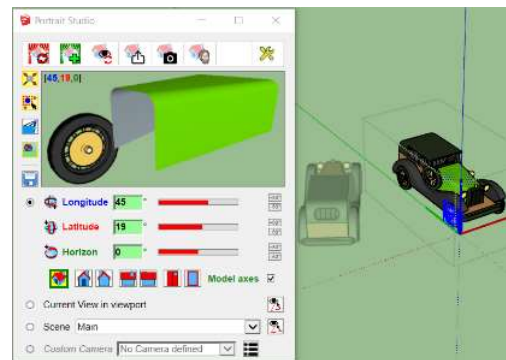 Portrait Studio
[45,19,0]
Longitude 45 °
Latitude 19 °
Horizon 0 °
Model axes
Current View in viewport
Scene Main
Custom Camera No Camera defined